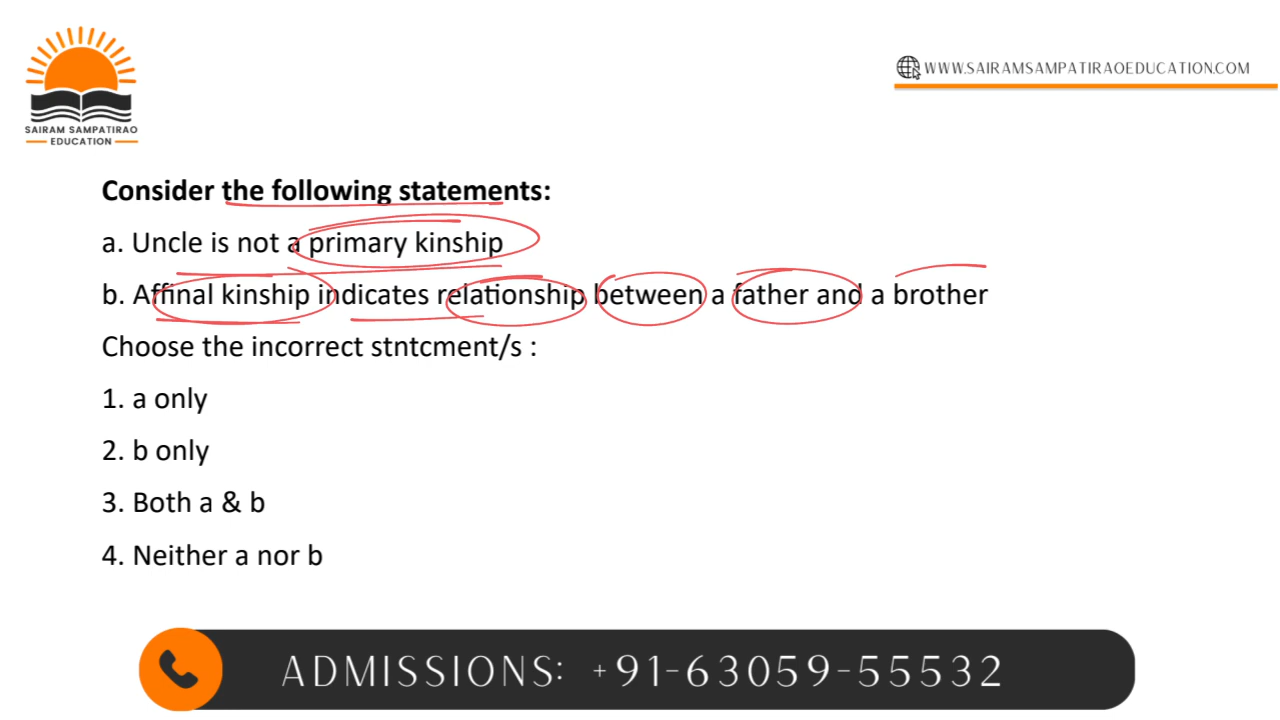 SAIRAM SAMPATIRAO
EDUCATION
WWW.SAIRAMSAMPATIRAOEDUCATION.COM
Consider the following statements:
a. Uncle is not a primary kinship
b. Affinal kinship indicates relationship between a father and a brother
Choose the incorrect stntcment/s :
1. a only
2. b only
3. Both a & b
4. Neither a nor b
ADMISSIONS: +91-63059-55532